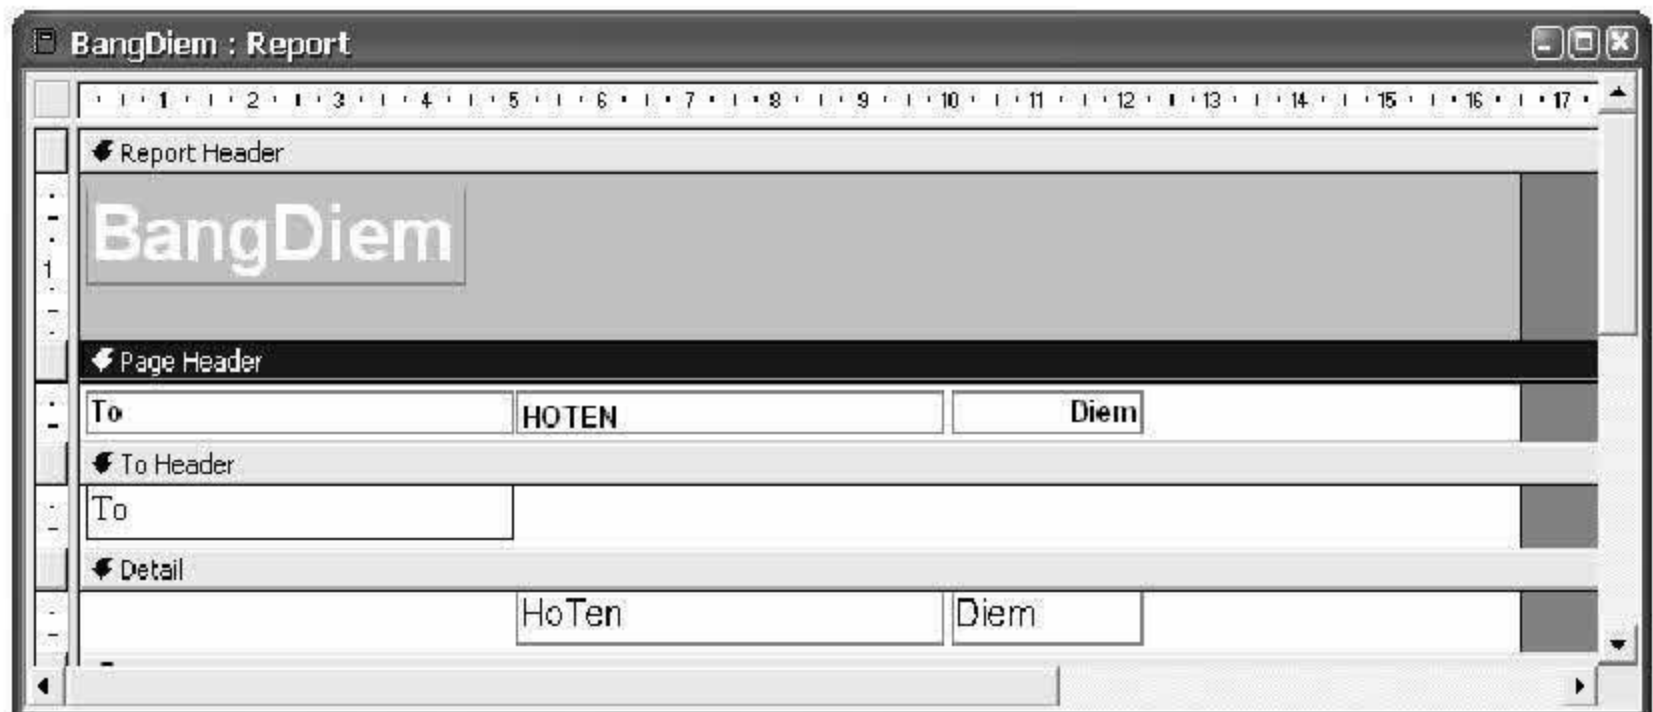 BangDiem : Report
1 2 3 4 5 6 7 8 9 10 11 12 13 14 15 16 17
Report Header
BangDiem
1
Page Header
To HOTEN Diem
To Header
To
Detail
HoTen Diem